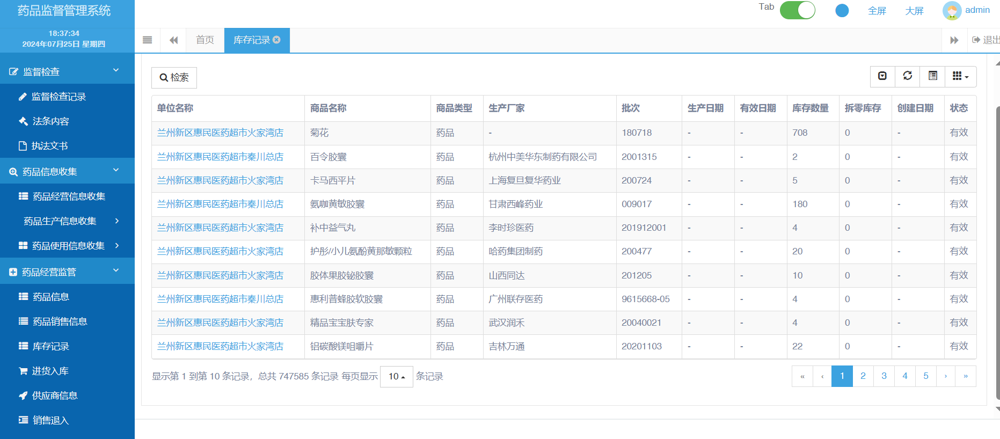 药品监督管理系统
18:37:34
2024年07月25日 星期四
Tab 全屏 大屏 admin
首页 库存记录 退出
监督检查
监督检查记录
法条内容
执法文书
药品信息收集
药品经营信息收集
药品生产信息收集
药品使用信息收集
药品经营监管
药品信息
药品销售信息
库存记录
进货入库
供应商信息
销售退入
检索
单位名称 商品名称 商品类型 生产厂家 批次 生产日期 有效日期 库存数量 拆零库存 创建日期 状态
兰州新区惠民医药超市火家湾店 菊花 药品 - 180718 - - 708 0 - 有效
兰州新区惠民医药超市秦川总店 百令胶囊 药品 杭州中美华东制药有限公司 2001315 - - 2 0 - 有效
兰州新区惠民医药超市火家湾店 卡马西平片 药品 上海复旦复华药业 200724 - - 5 0 - 有效
兰州新区惠民医药超市秦川总店 氨咖黄敏胶囊 药品 甘肃西峰药业 009017 - - 180 0 - 有效
兰州新区惠民医药超市火家湾店 补中益气丸 药品 李时珍医药 201912001 - - 4 0 - 有效
兰州新区惠民医药超市火家湾店 护彤/小儿氨酚黄那敏颗粒 药品 哈药集团制药 200477 - - 20 0 - 有效
兰州新区惠民医药超市火家湾店 胶体果胶铋胶囊 药品 山西同达 201205 - - 10 0 - 有效
兰州新区惠民医药超市秦川总店 惠利普蜂胶软胶囊 药品 广州联存医药 9615668-05 - - 4 0 - 有效
兰州新区惠民医药超市火家湾店 精品宝宝肤专家 药品 武汉润禾 20040021 - - 4 0 - 有效
兰州新区惠民医药超市火家湾店 铝碳酸镁咀嚼片 药品 吉林万通 20201103 - - 22 0 - 有效
显示第 1 到第 10 条记录，总共 747585 条记录 每页显示 10 条记录
« ‹ 1 2 3 4 5 › »